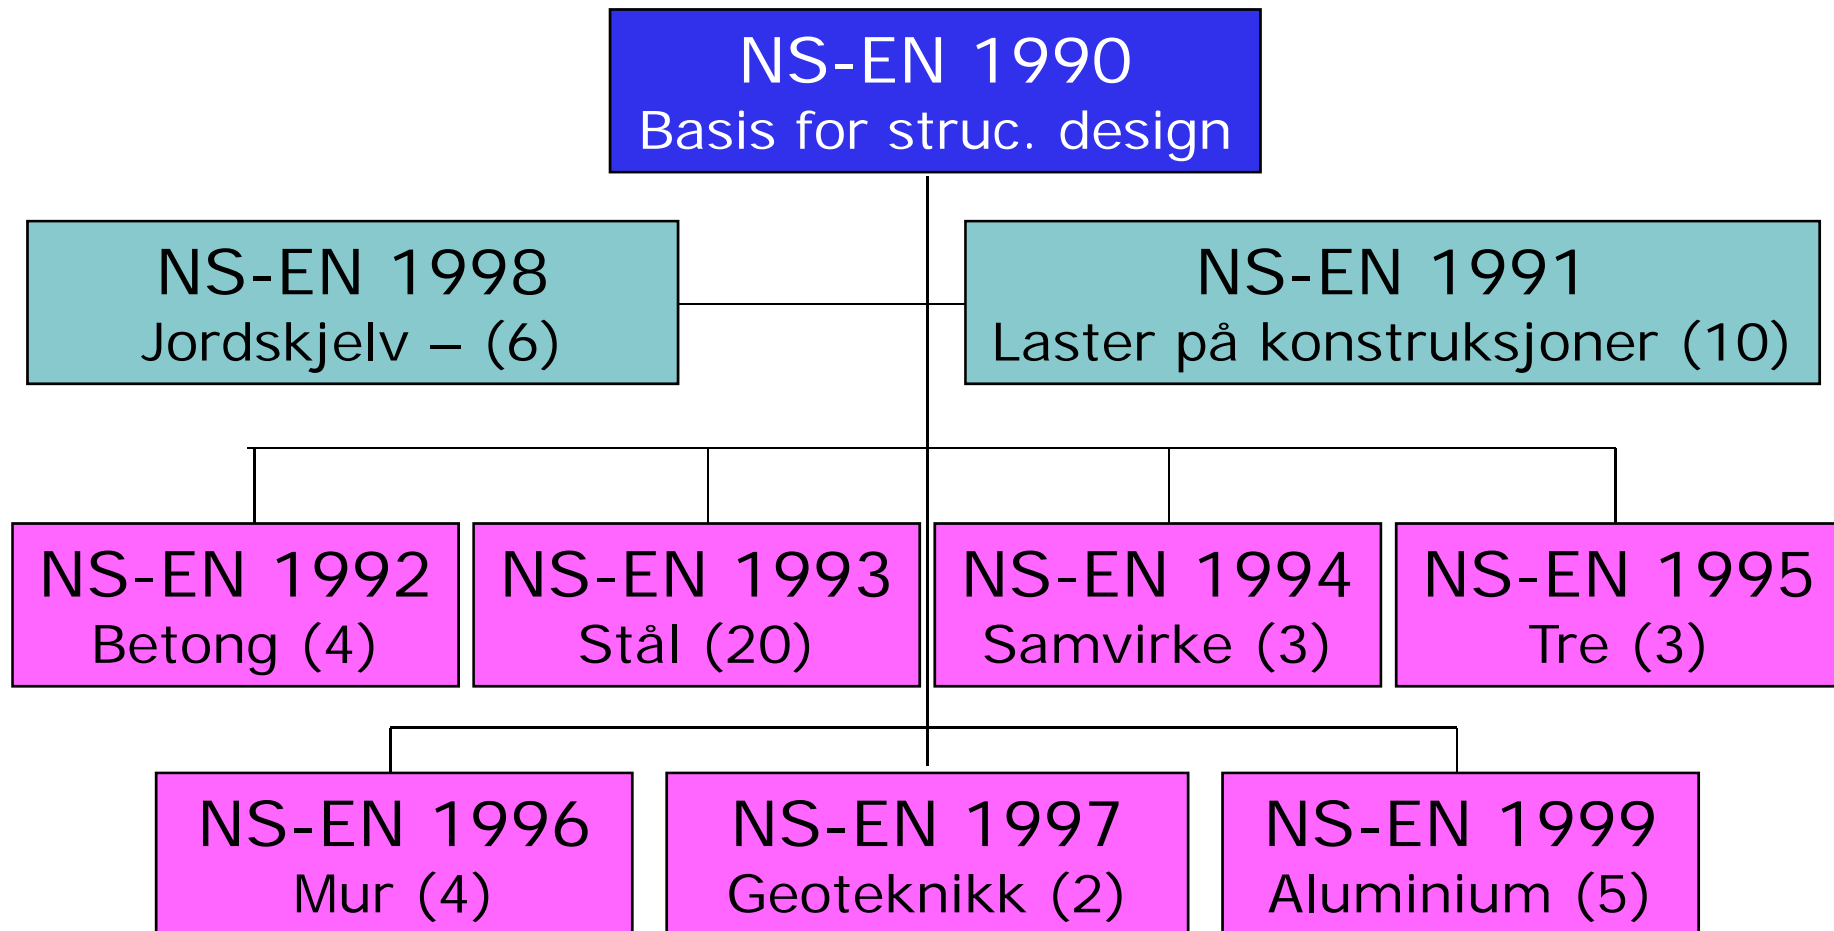 NS-EN 1990
Basis for struc. design
NS-EN 1998
Jordskjelv – (6)
NS-EN 1991
Laster på konstruksjoner (10)
NS-EN 1992
Betong (4)
NS-EN 1993
Stål (20)
NS-EN 1994
Samvirke (3)
NS-EN 1995
Tre (3)
NS-EN 1996
Mur (4)
NS-EN 1997
Geoteknikk (2)
NS-EN 1999
Aluminium (5)